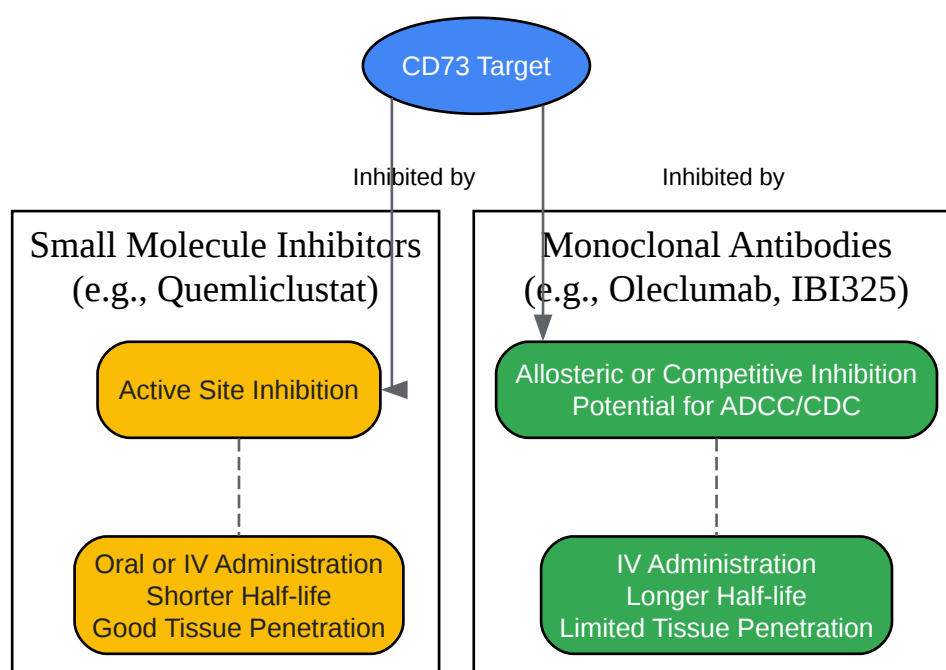 CD73 Target
Inhibited by
Inhibited by
Small Molecule Inhibitors
(e.g., Quemliclustat)
Active Site Inhibition
Oral or IV Administration
Shorter Half-life
Good Tissue Penetration
Monoclonal Antibodies
(e.g., Oleclumab, IBI325)
Allosteric or Competitive Inhibition
Potential for ADCC/CDC
IV Administration
Longer Half-life
Limited Tissue Penetration